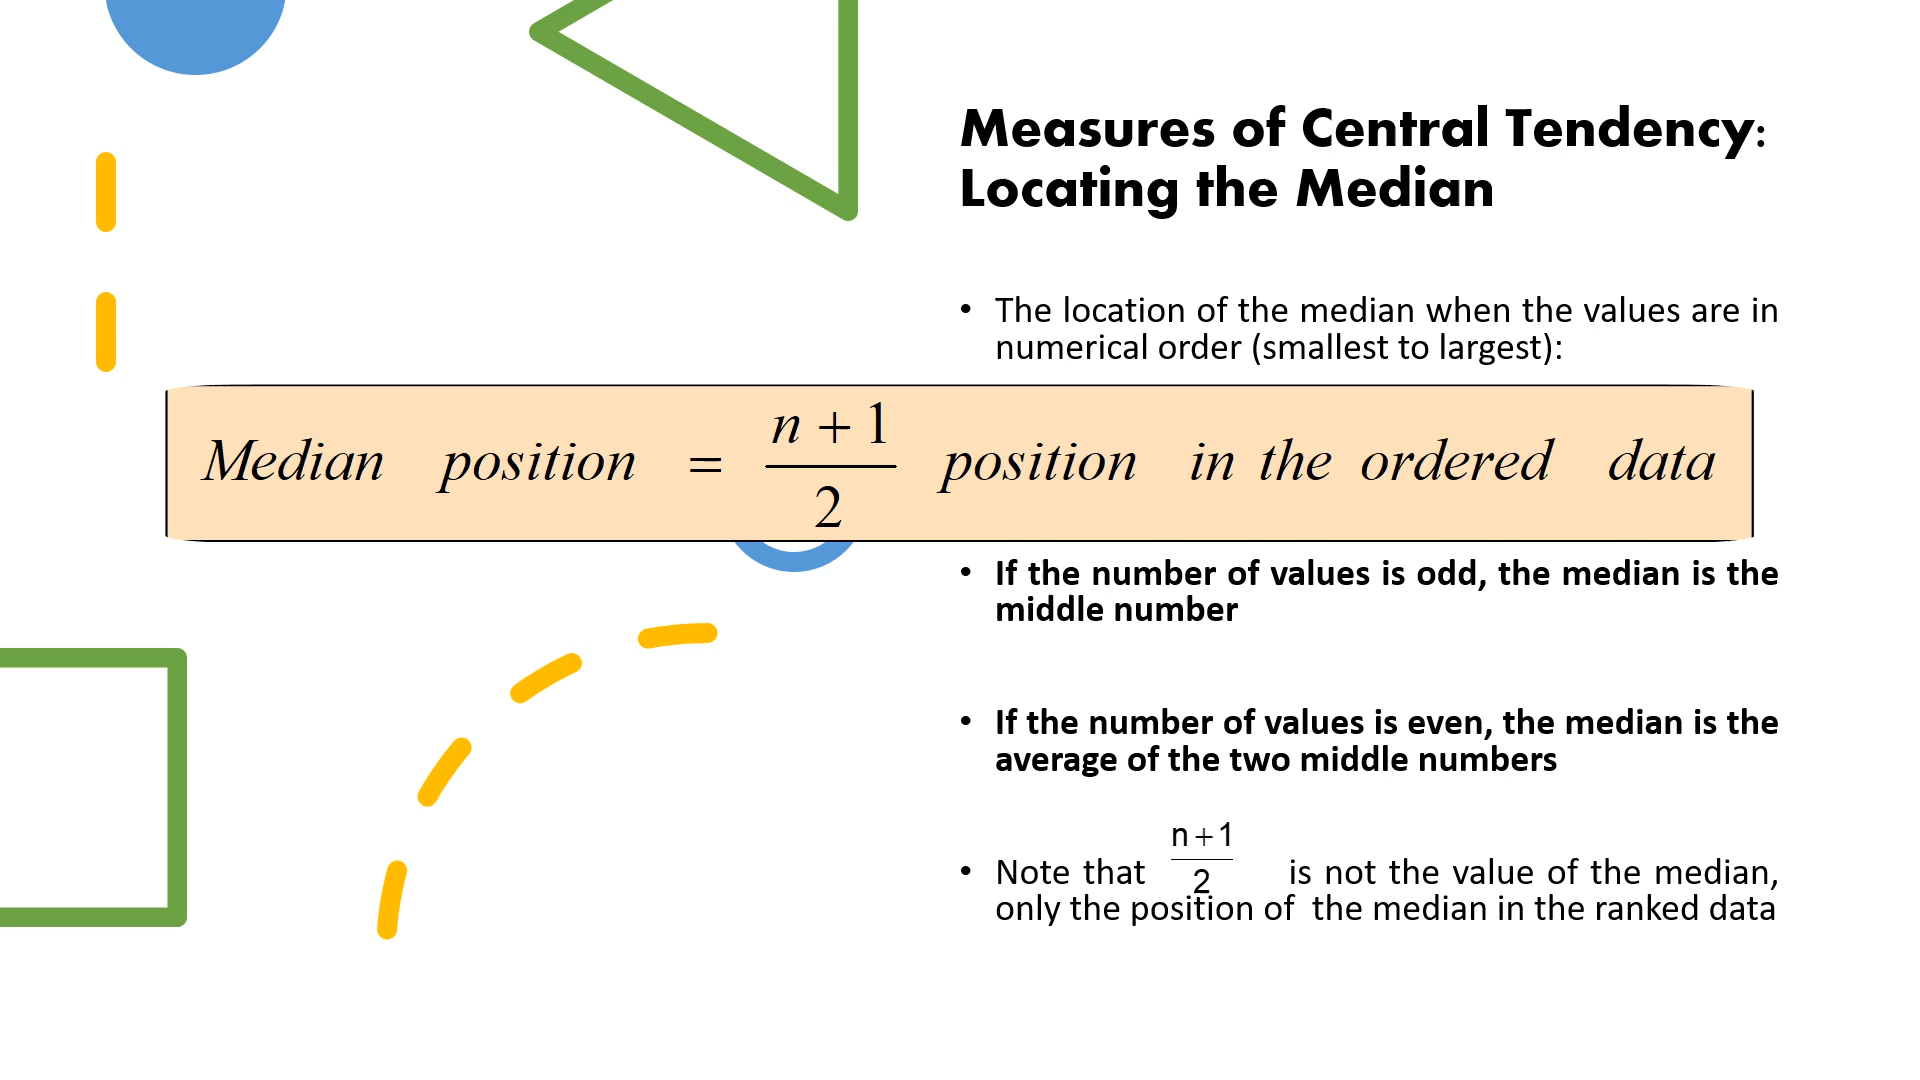 Measures of Central Tendency:
Locating the Median
• The location of the median when the values are in
numerical order (smallest to largest):
Median position = n + 1 / 2 position in the ordered data
• If the number of values is odd, the median is the
middle number
• If the number of values is even, the median is the
average of the two middle numbers
• Note that n + 1 / 2 is not the value of the median,
only the position of the median in the ranked data